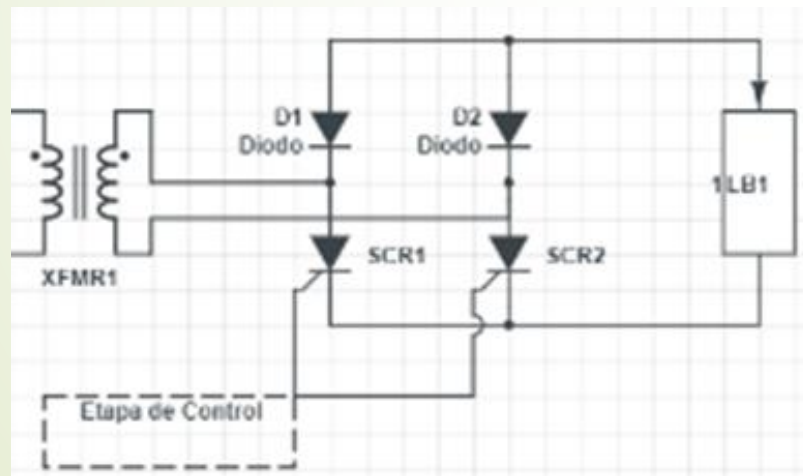 D1
Diodo
D2
Diodo
1LB1
XFMR1
SCR1
SCR2
Etapa de Control